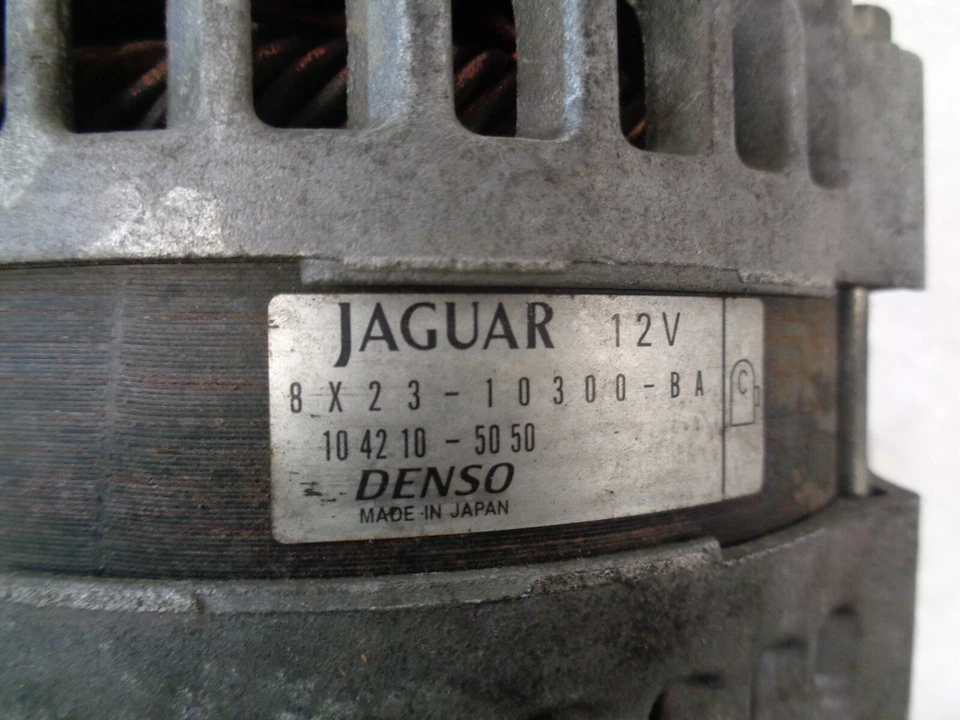 JAGUAR 12V
8X23-10300-BA
104210-5050
DENSO
MADE IN JAPAN
C